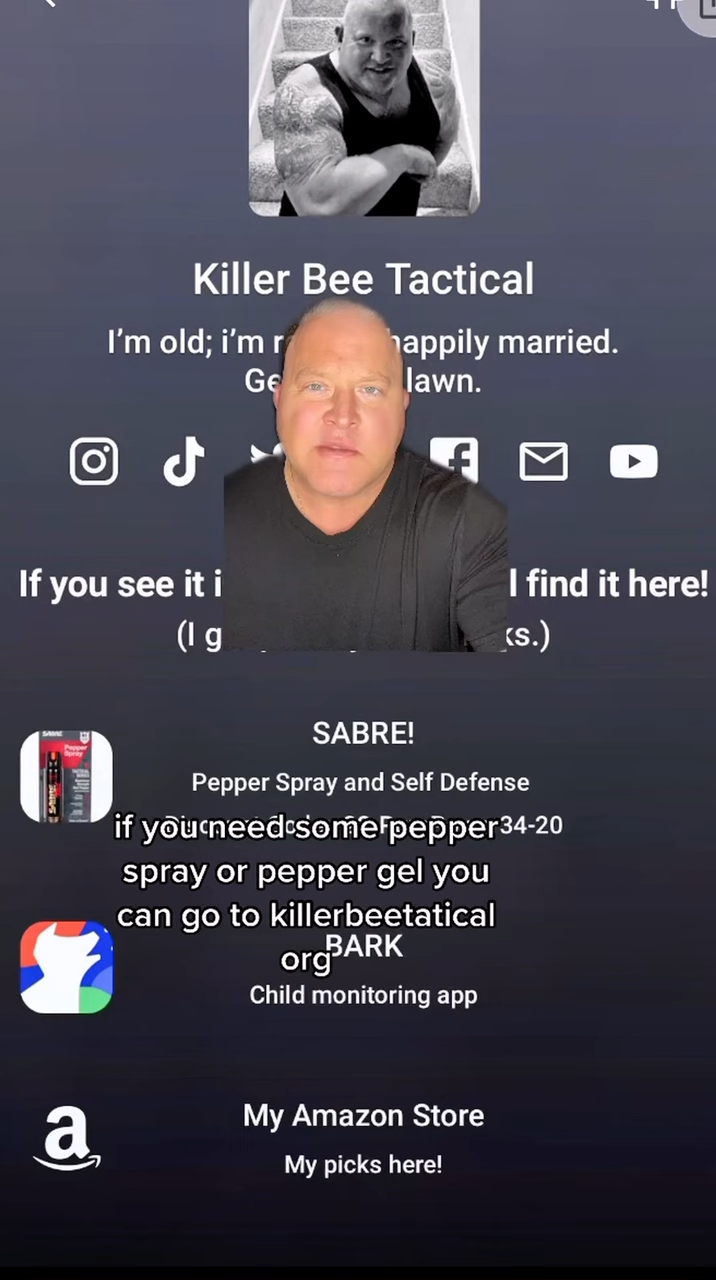 Killer Bee Tactical
I'm old; i'm happily married.
Ge lawn.
If you see it i l find it here!
(I g ks.)
SABRE!
Pepper Spray and Self Defense
34-20
if you need some pepper
spray or pepper gel you
can go to killerbeetatical
org
BARK
Child monitoring app
My Amazon Store
My picks here!